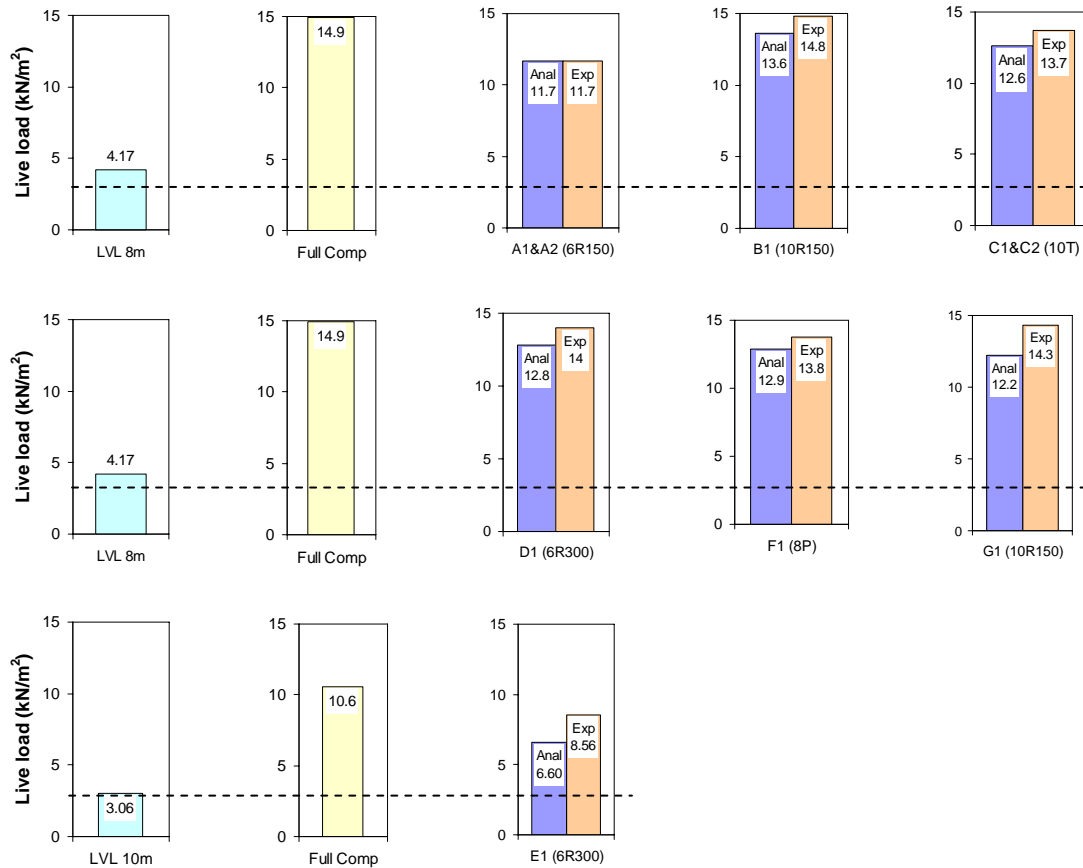 Live load (kN/m²)
15
10
5
0
4.17
LVL 8m
15
10
5
0
14.9
Full Comp
15
10
5
0
Anal
11.7
Exp
11.7
A1&A2 (6R150)
15
10
5
0
Anal
13.6
Exp
14.8
B1 (10R150)
15
10
5
0
Anal
12.6
Exp
13.7
C1&C2 (10T)
Live load (kN/m²)
15
10
5
0
4.17
LVL 8m
15
10
5
0
14.9
Full Comp
15
10
5
0
Anal
12.8
Exp
14
D1 (6R300)
15
10
5
0
Anal
12.9
Exp
13.8
F1 (8P)
15
10
5
0
Anal
12.2
Exp
14.3
G1 (10R150)
Live load (kN/m²)
15
10
5
0
3.06
LVL 10m
15
10
5
0
10.6
Full Comp
15
10
5
0
Anal
6.60
Exp
8.56
E1 (6R300)